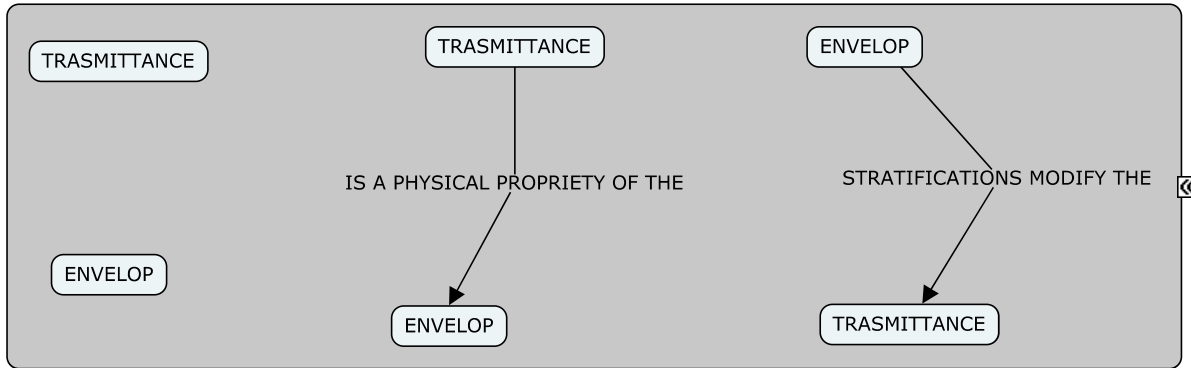 TRASMITTANCE
ENVELOP
TRASMITTANCE
IS A PHYSICAL PROPRIETY OF THE
ENVELOP
ENVELOP
STRATIFICATIONS MODIFY THE
TRASMITTANCE